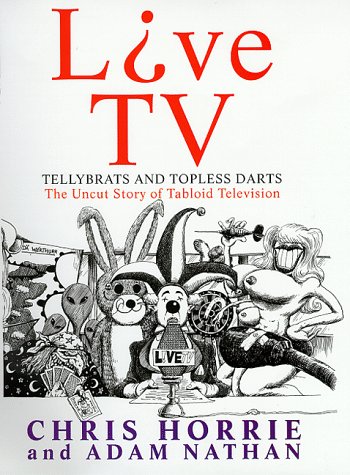 L¿ve
TV
TELLYBRATS AND TOPLESS DARTS
The Uncut Story of Tabloid Television
LIVE TV
CHRIS HORRIE
and ADAM NATHAN